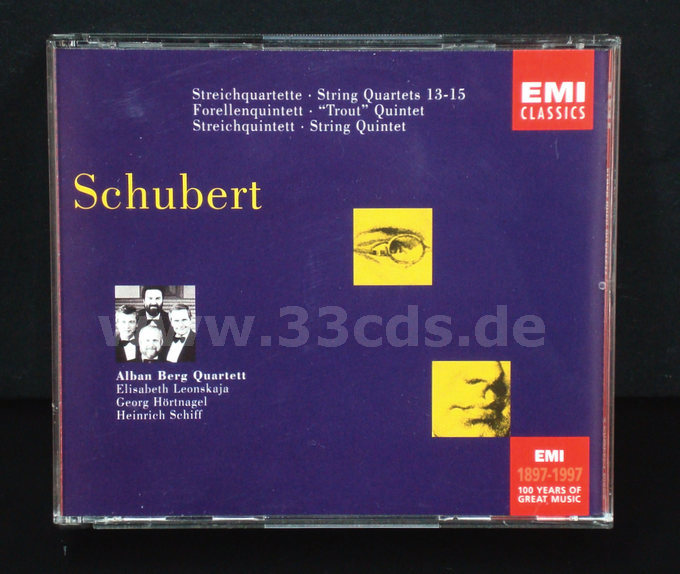 Streichquartette · String Quartets 13-15
Forellenquintett · “Trout” Quintet
Streichquintett · String Quintet
EMI
CLASSICS
Schubert
www.33cds.de
Alban Berg Quartett
Elisabeth Leonskaja
Georg Hörtnagel
Heinrich Schiff
EMI
1897-1997
100 YEARS OF
GREAT MUSIC